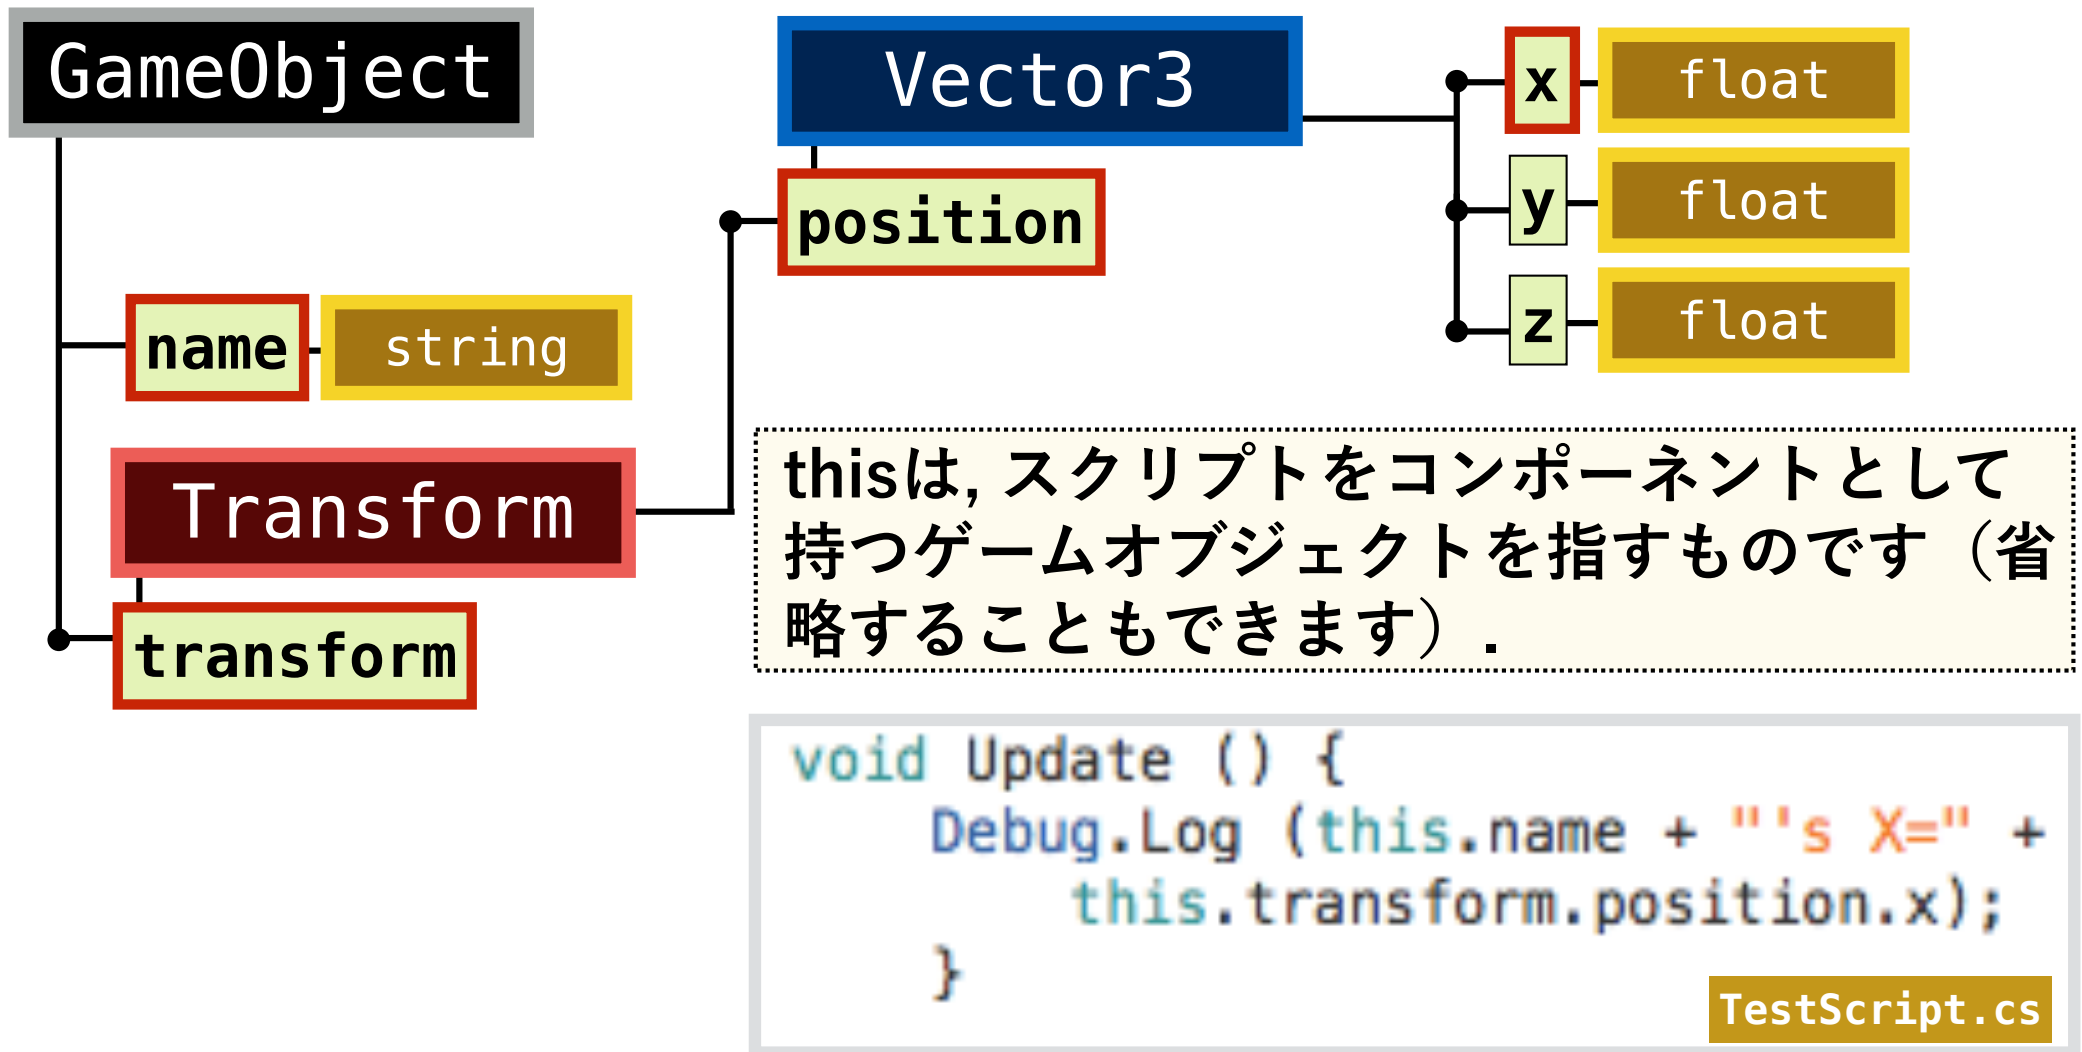 GameObject
name
string
Transform
transform
Vector3
position
x
float
y
float
z
float
thisは, スクリプトをコンポーネントとして
持つゲームオブジェクトを指すものです（省
略することもできます）.
void Update () {
Debug.Log (this.name + "'s X=" +
this.transform.position.x);
}
TestScript.cs